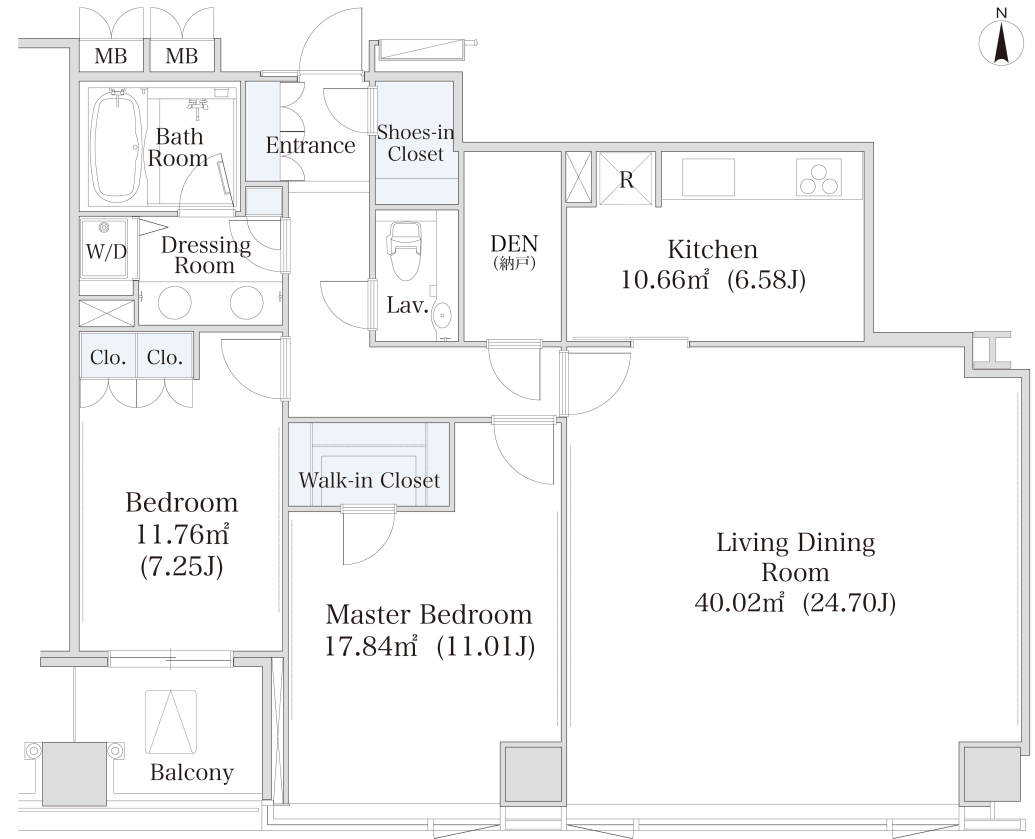 N
MB
MB
Bath
Room
Entrance
Shoes-in
Closet
R
W/D
Dressing
Room
Lav.
DEN
(納戸)
Kitchen
10.66㎡ (6.58J)
Clo.
Clo.
Walk-in Closet
Bedroom
11.76㎡
(7.25J)
Living Dining
Room
40.02㎡ (24.70J)
Master Bedroom
17.84㎡ (11.01J)
Balcony